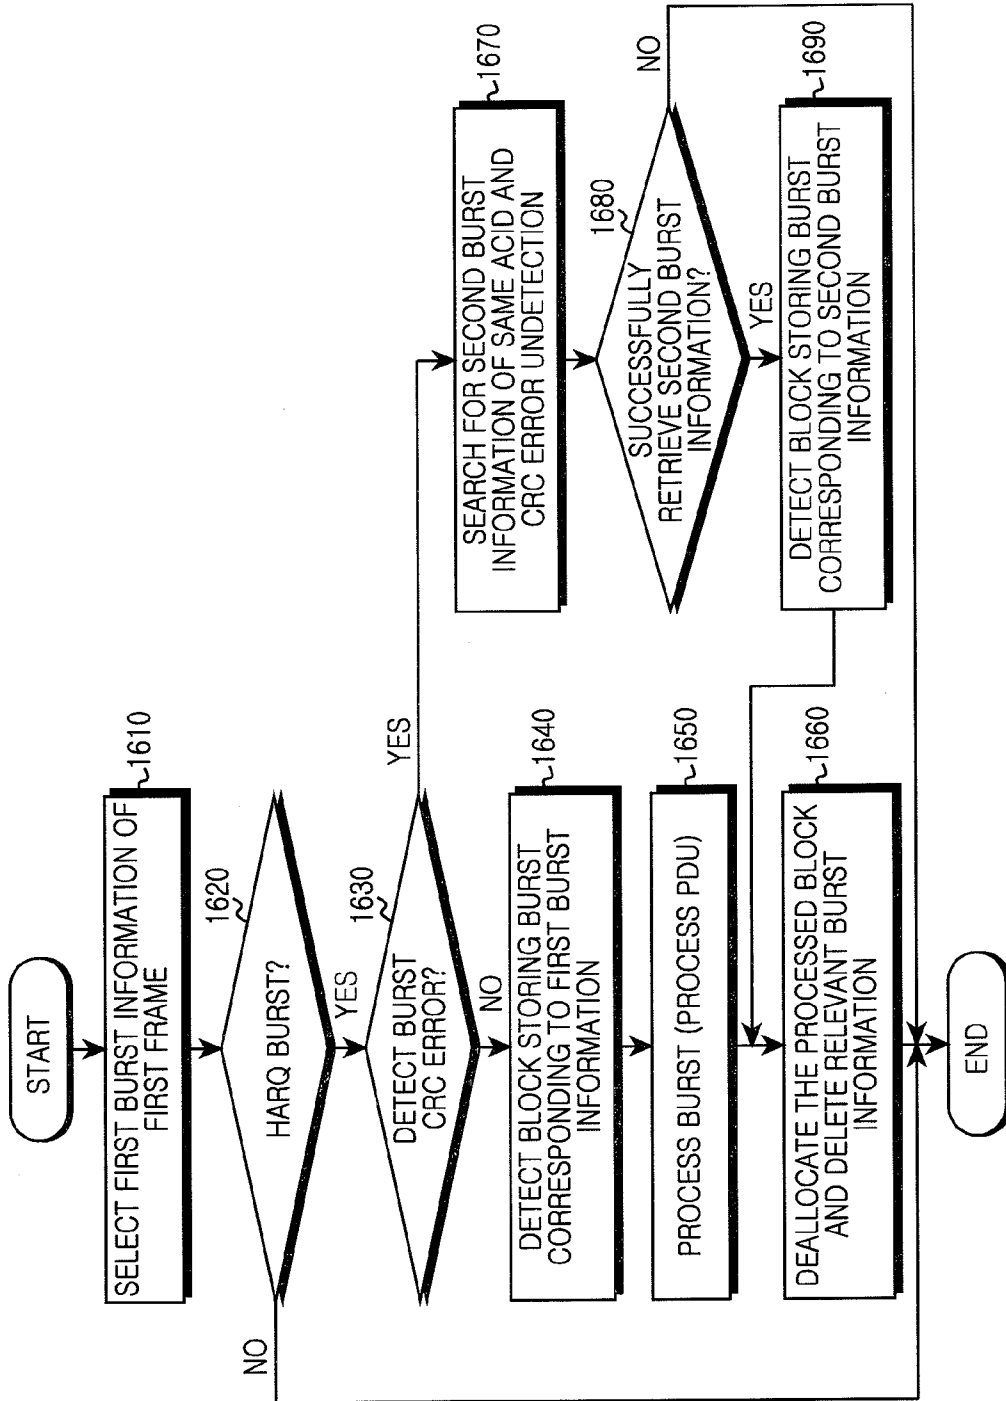 START
SELECT FIRST BURST INFORMATION OF
FIRST FRAME
1610
HARQ BURST?
1620
NO
YES
DETECT BURST
CRC ERROR?
1630
YES
NO
DETECT BLOCK STORING BURST
CORRESPONDING TO FIRST BURST
INFORMATION
1640
PROCESS BURST (PROCESS PDU)
1650
DEALLOCATE THE PROCESSED BLOCK
AND DELETE RELEVANT BURST
INFORMATION
1660
END
SEARCH FOR SECOND BURST
INFORMATION OF SAME ACID AND
CRC ERROR UNDETECTION
1670
SUCCESSFULLY
RETRIEVE SECOND BURST
INFORMATION?
1680
NO
YES
DETECT BLOCK STORING BURST
CORRESPONDING TO SECOND BURST
INFORMATION
1690